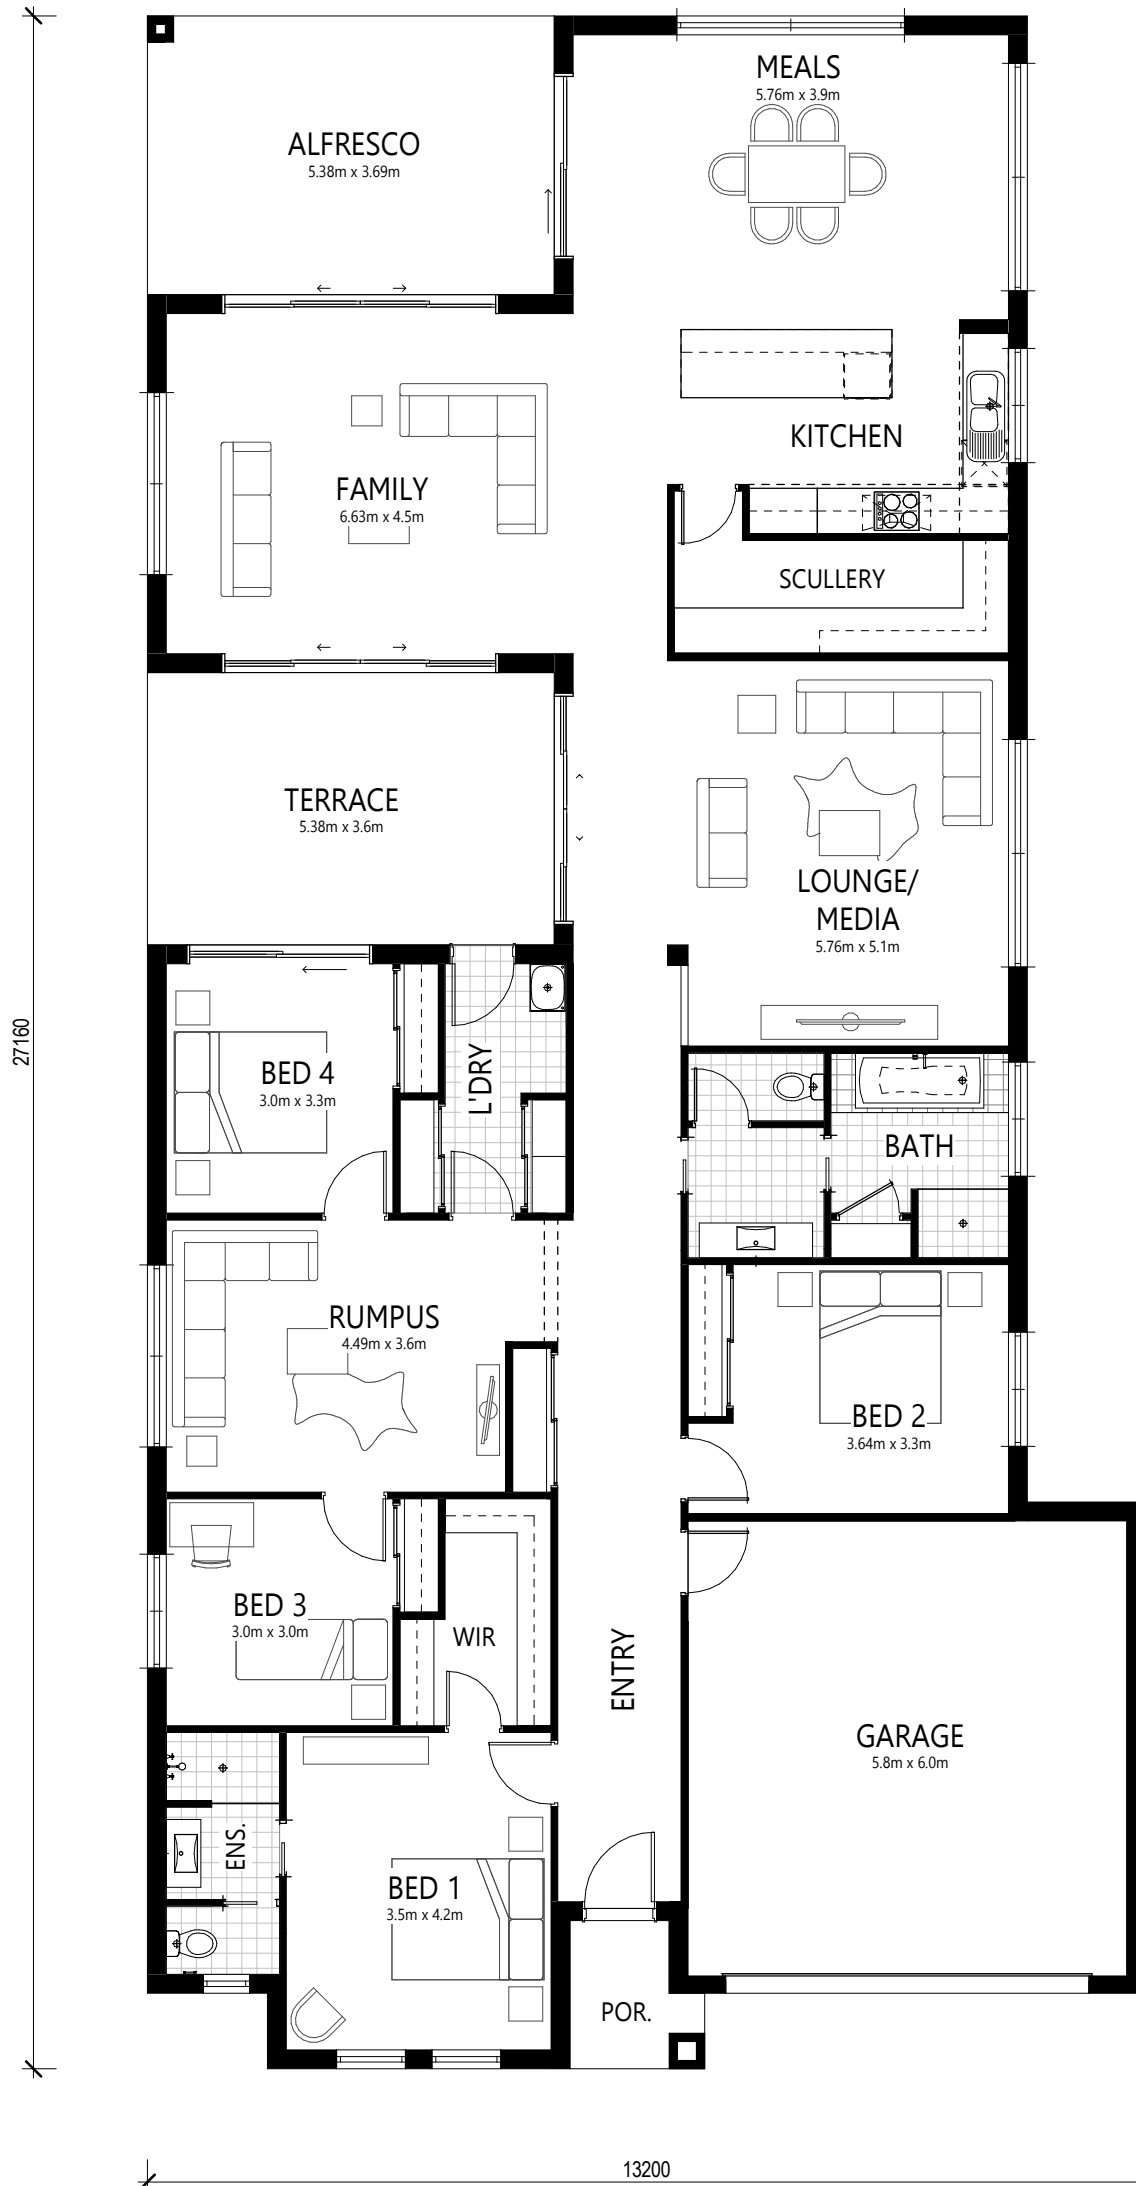 MEALS
5.76m x 3.9m
ALFRESCO
5.38m x 3.69m
KITCHEN
FAMILY
6.63m x 4.5m
SCULLERY
TERRACE
5.38m x 3.6m
LOUNGE/
MEDIA
5.76m x 5.1m
27160
BED 4
3.0m x 3.3m
L'DRY
BATH
RUMPUS
4.49m x 3.6m
BED 2
3.64m x 3.3m
BED 3
3.0m x 3.0m
WIR
ENTRY
GARAGE
5.8m x 6.0m
ENS.
BED 1
3.5m x 4.2m
POR.
13200